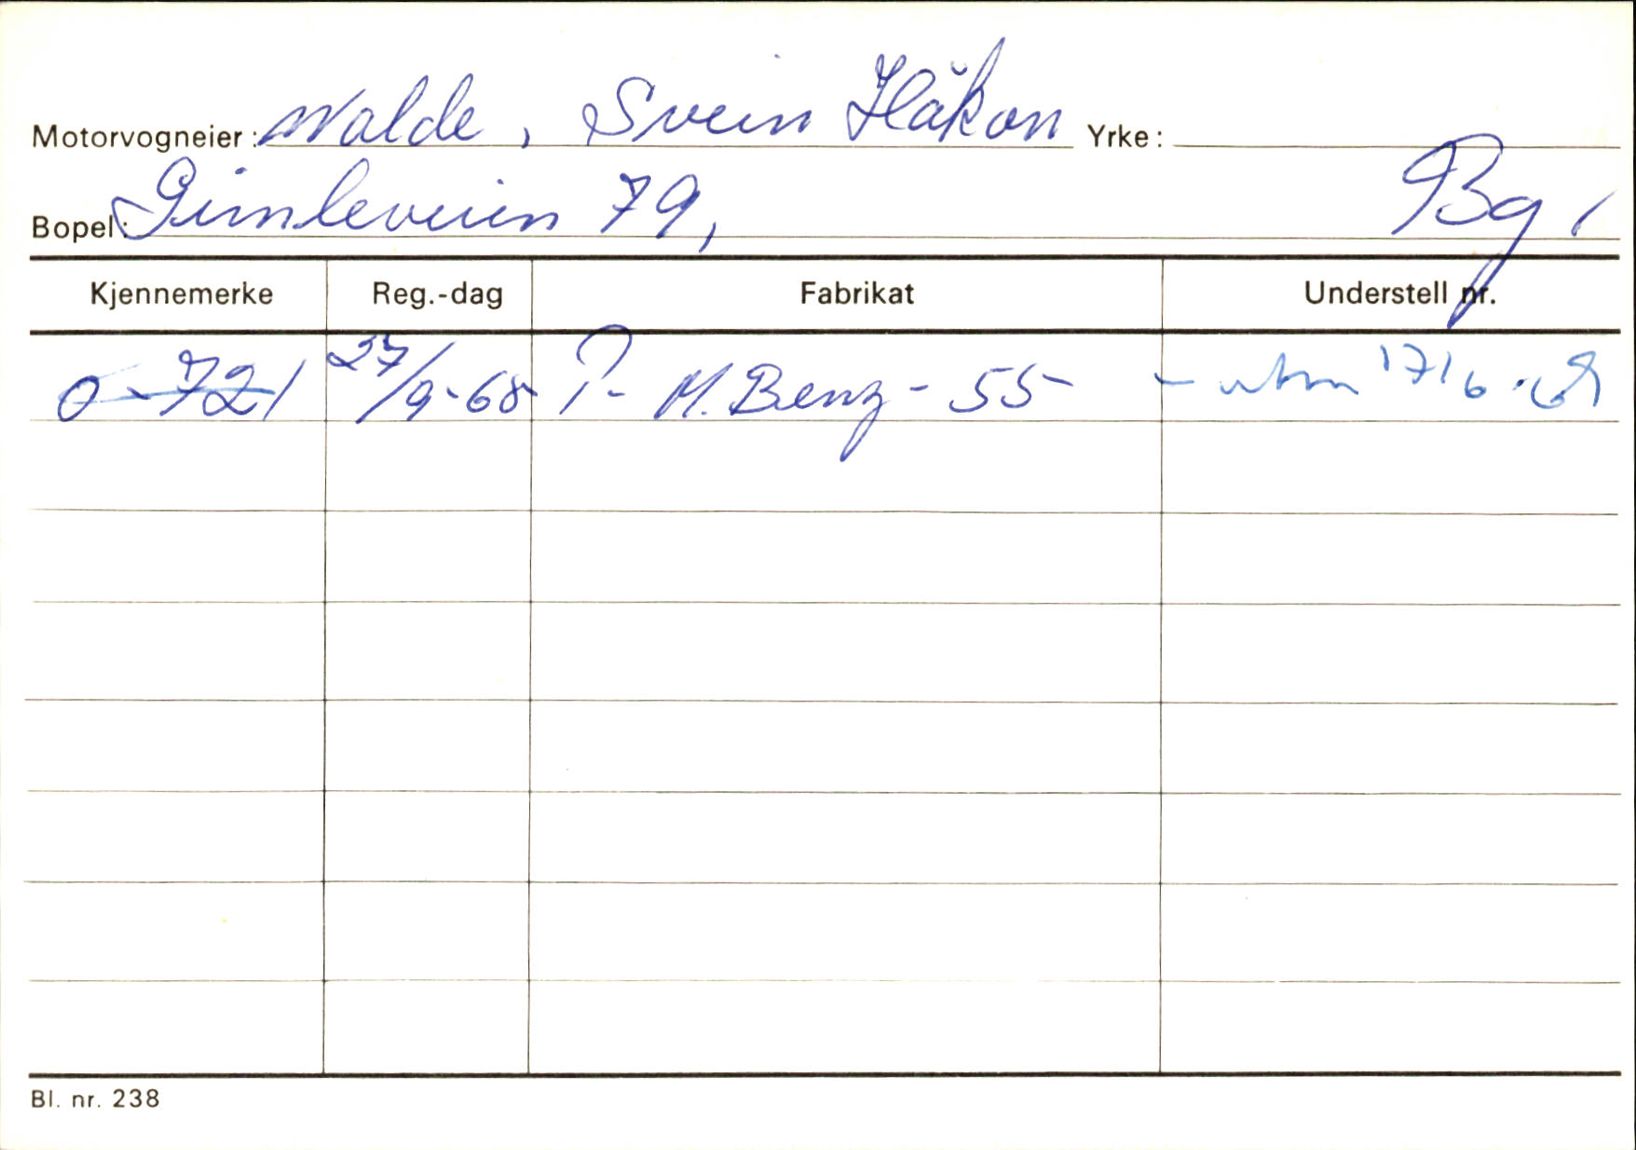 Motorvogneier: Walde, Svein Håkon Yrke:
Bopel: Gimleveien 79, Bg,
Kjennemerke Reg.-dag Fabrikat Understell nr.
O-721 27/9-68 P- M. Benz - 55 - 17/6-69
Bl. nr. 238